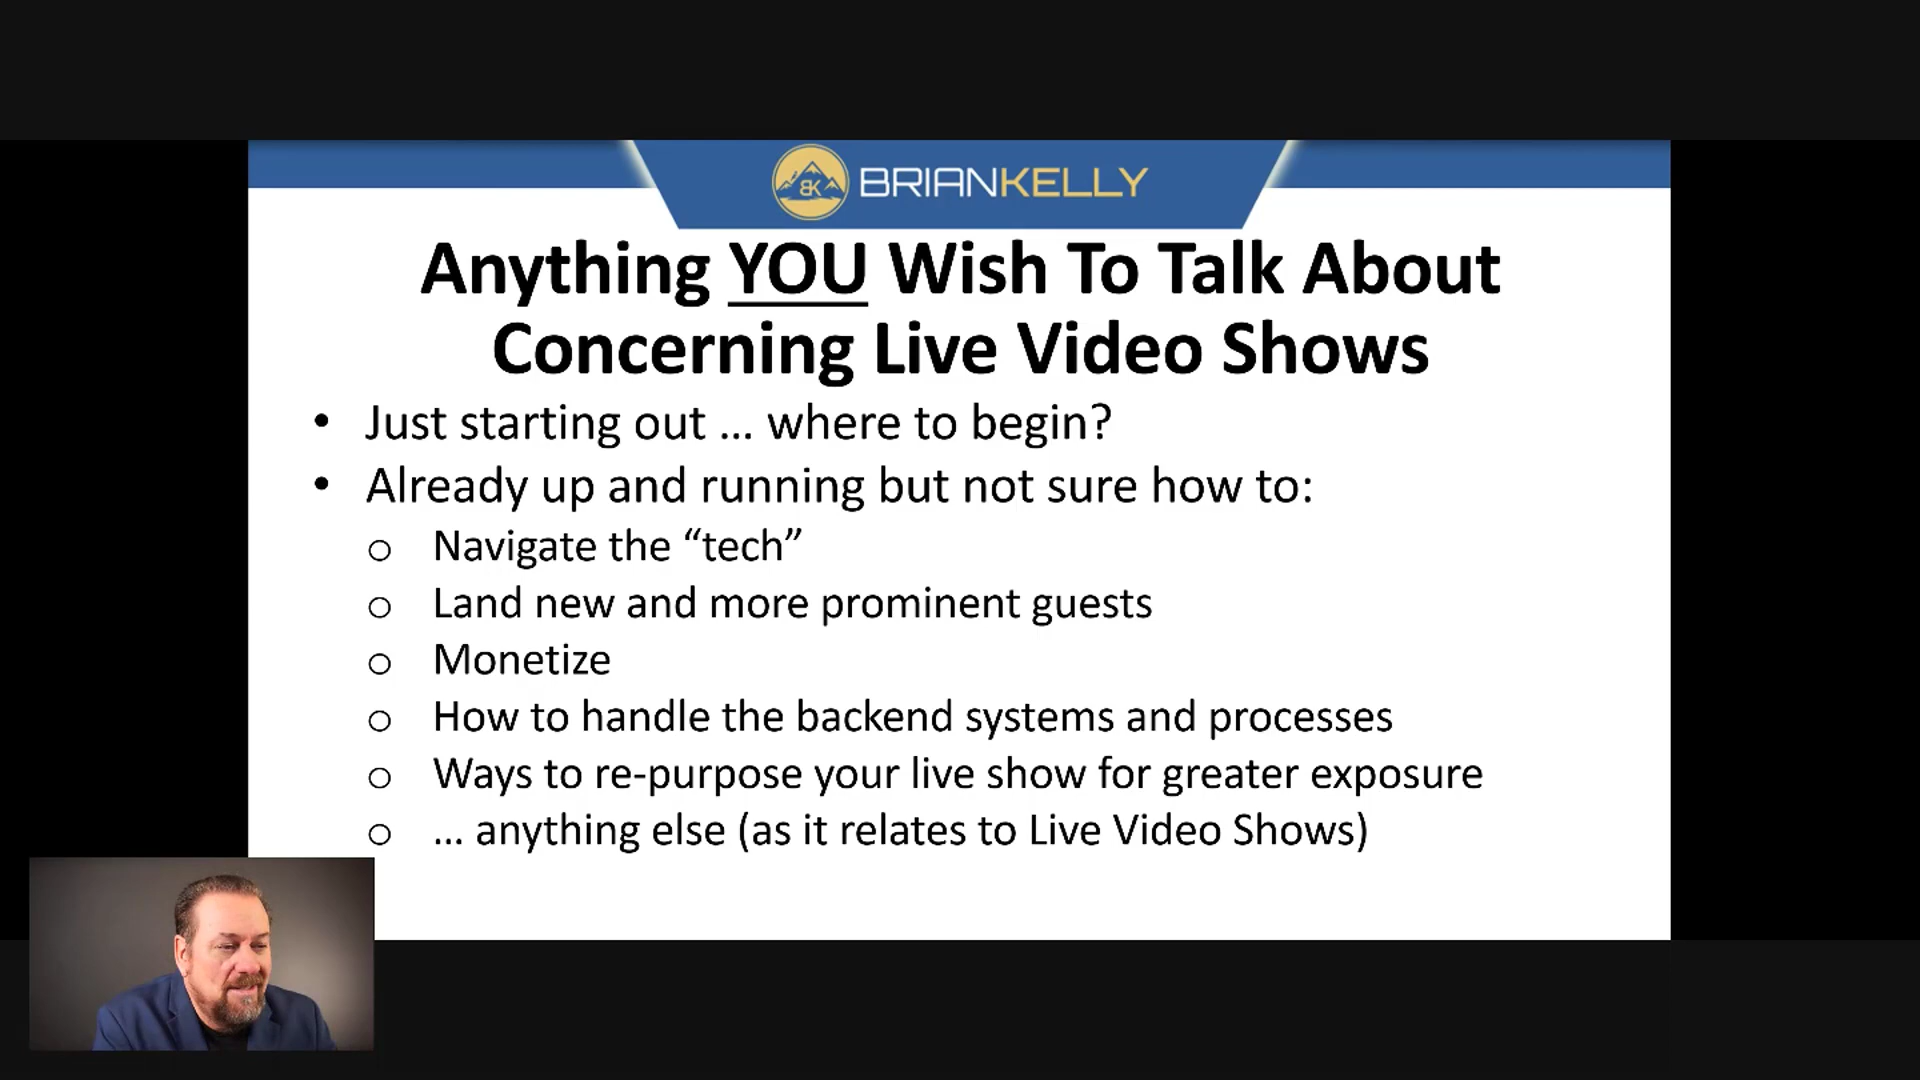 BK BRIANKELLY
Anything YOU Wish To Talk About
Concerning Live Video Shows
• Just starting out … where to begin?
• Already up and running but not sure how to:
o Navigate the “tech”
o Land new and more prominent guests
o Monetize
o How to handle the backend systems and processes
o Ways to re-purpose your live show for greater exposure
o … anything else (as it relates to Live Video Shows)